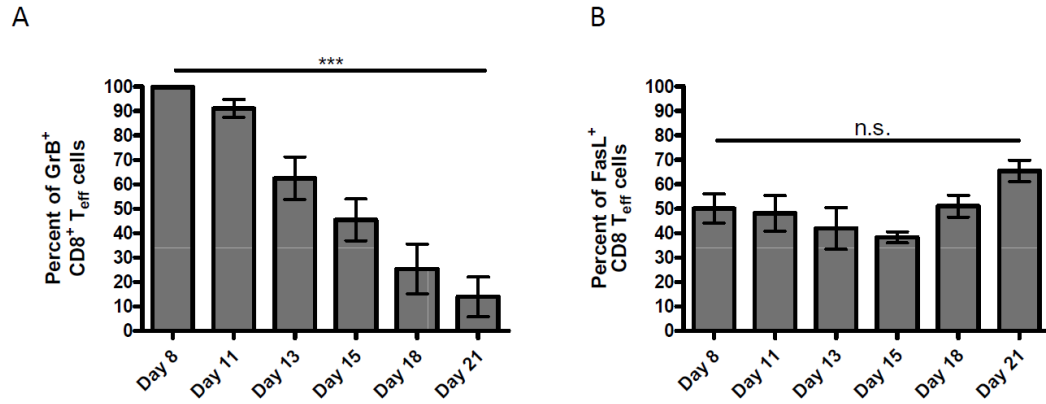 A
***
100
90
80
70
60
50
40
30
20
10
0
Percent of GrB+
CD8+ Teff cells
Day 8
Day 11
Day 13
Day 15
Day 18
Day 21
B
n.s.
100
90
80
70
60
50
40
30
20
10
0
Percent of FasL+
CD8 Teff cells
Day 8
Day 11
Day 13
Day 15
Day 18
Day 21